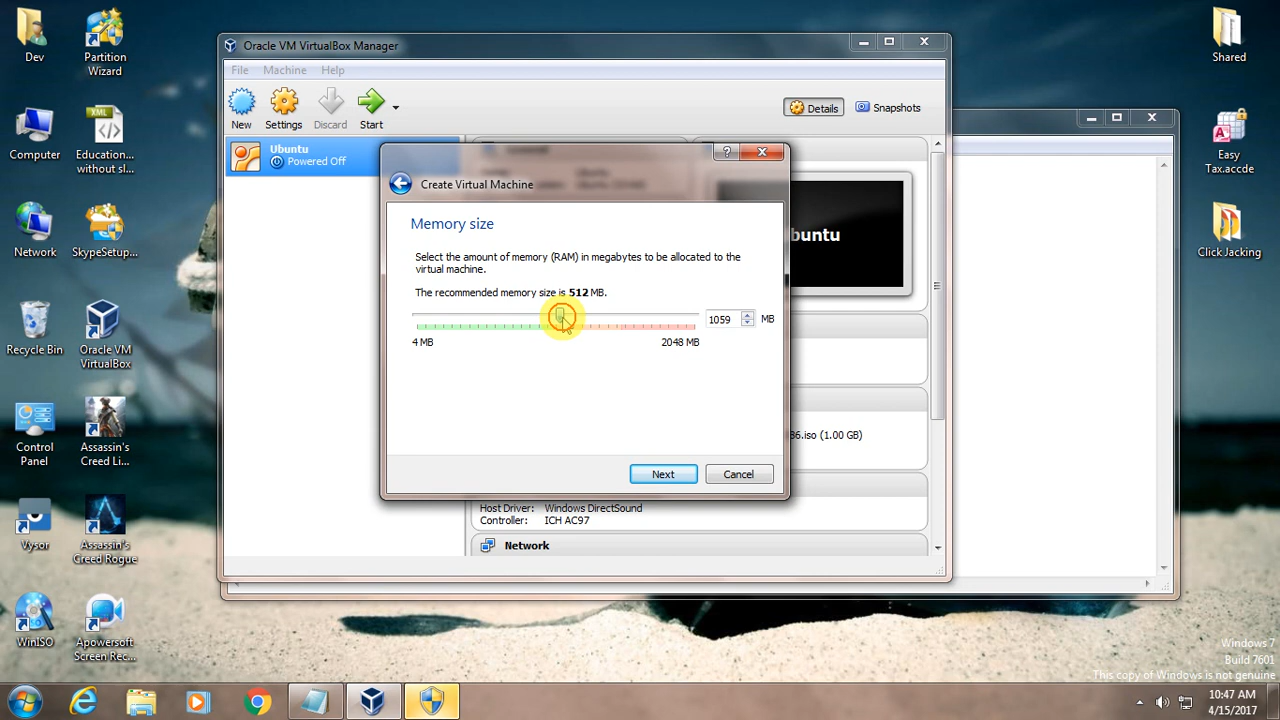 Dev
Partition
Wizard
Computer
Education...
without sl...
Network
SkypeSetup...
Recycle Bin
Oracle VM
VirtualBox
Control
Panel
Assassin's
Creed Li...
Vysor
Assassin's
Creed Rogue
WinISO
Apowersoft
Screen Rec...
Oracle VM VirtualBox Manager
File Machine Help
New Settings Discard Start
Details Snapshots
Ubuntu
Powered Off
Create Virtual Machine
Memory size
Select the amount of memory (RAM) in megabytes to be allocated to the
virtual machine.
The recommended memory size is 512 MB.
1059 MB
4 MB 2048 MB
Next Cancel
buntu
86.iso (1.00 GB)
Host Driver: Windows DirectSound
Controller: ICH AC97
Network
Shared
Easy
Tax.accde
Click Jacking
Windows 7
Build 7601
This copy of Windows is not genuine
10:47 AM
4/15/2017